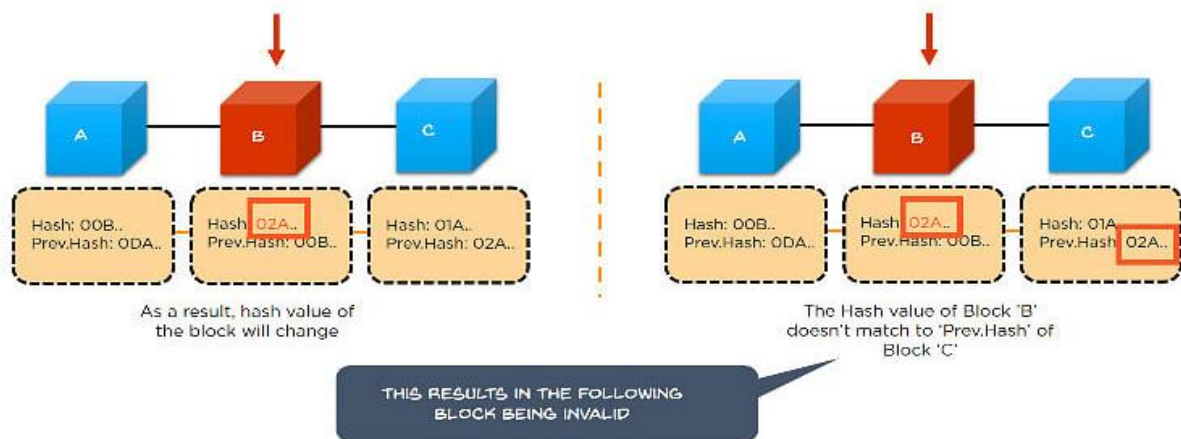 A
B
C
Hash: 00B..
Prev.Hash: 0DA..
Hash: 02A..
Prev.Hash: 00B..
Hash: 01A..
Prev.Hash: 02A..
As a result, hash value of
the block will change
A
B
C
Hash: 00B..
Prev.Hash: 0DA..
Hash: 02A..
Prev.Hash: 00B..
Hash: 01A..
Prev.Hash: 02A..
The Hash value of Block 'B'
doesn't match to 'Prev.Hash' of
Block 'C'
THIS RESULTS IN THE FOLLOWING
BLOCK BEING INVALID